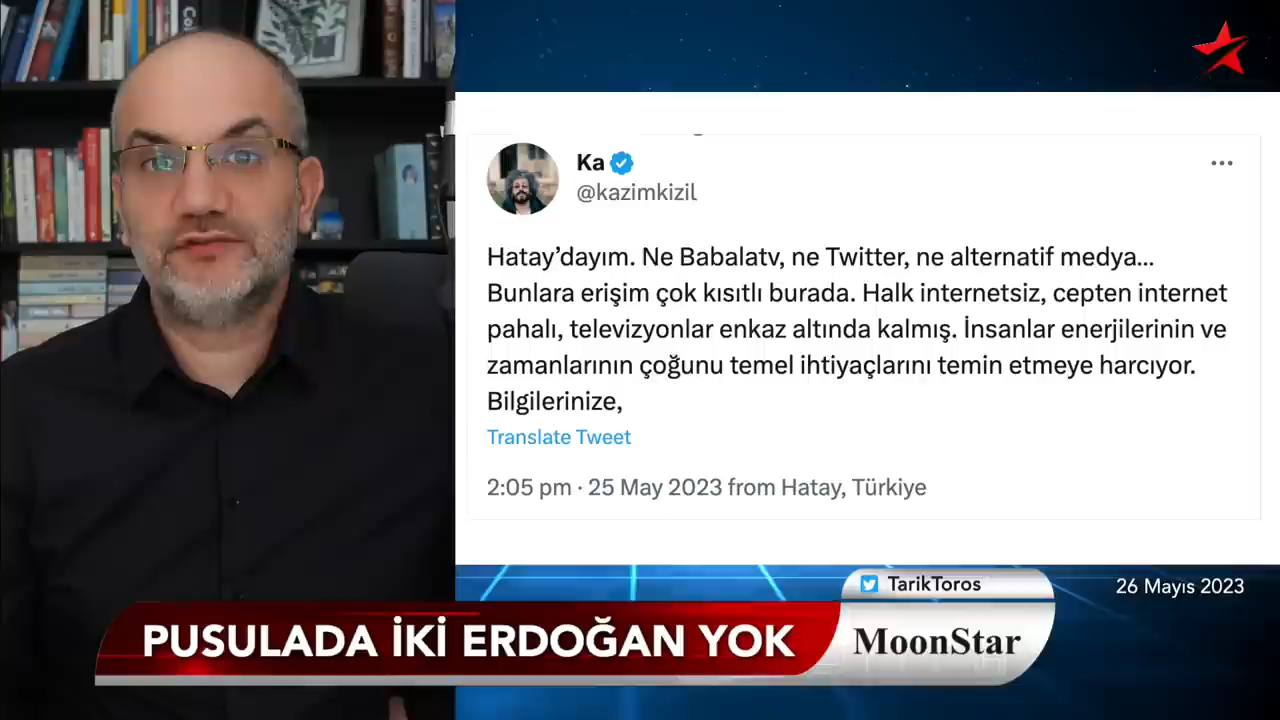 Ka
@kazimkizil
Hatay’dayım. Ne Babalatv, ne Twitter, ne alternatif medya...
Bunlara erişim çok kısıtlı burada. Halk internetsiz, cepten internet
pahalı, televizyonlar enkaz altında kalmış. İnsanlar enerjilerinin ve
zamanlarının çoğunu temel ihtiyaçlarını temin etmeye harcıyor.
Bilgilerinize,
Translate Tweet
2:05 pm · 25 May 2023 from Hatay, Türkiye
TarikToros
26 Mayıs 2023
PUSULADA İKİ ERDOĞAN YOK
MoonStar